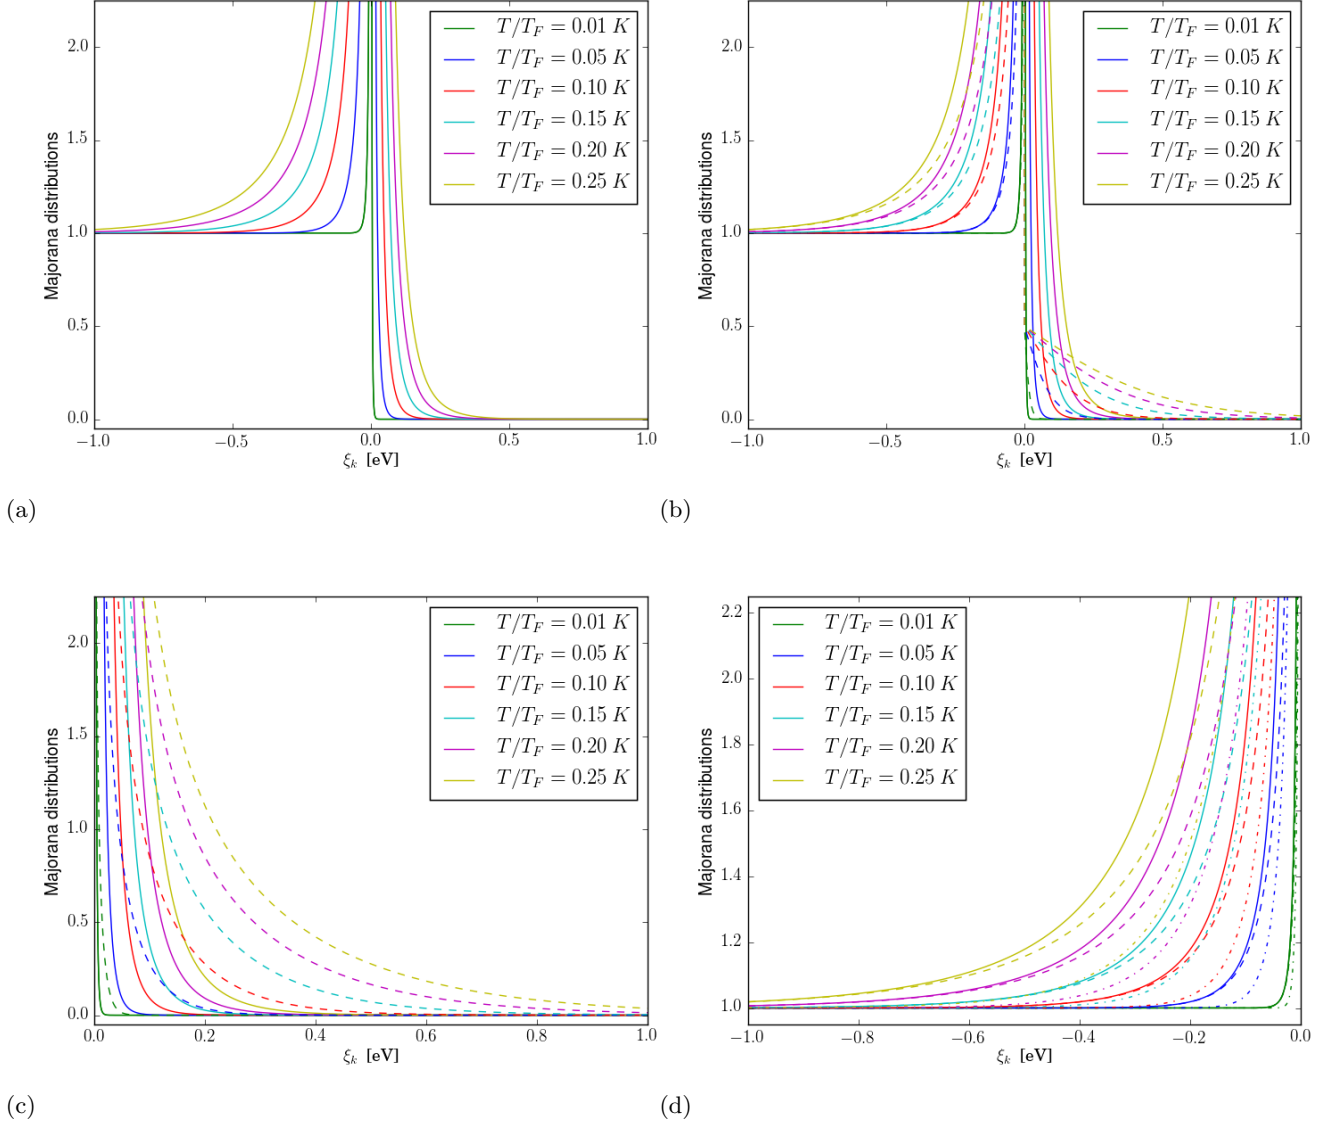 2.0
1.5
1.0
0.5
0.0
Majorana distributions
−1.0 −0.5 0.0 0.5 1.0
ξ_k [eV]
T/T_F = 0.01 K
T/T_F = 0.05 K
T/T_F = 0.10 K
T/T_F = 0.15 K
T/T_F = 0.20 K
T/T_F = 0.25 K
(a)
2.0
1.5
1.0
0.5
0.0
Majorana distributions
−1.0 −0.5 0.0 0.5 1.0
ξ_k [eV]
T/T_F = 0.01 K
T/T_F = 0.05 K
T/T_F = 0.10 K
T/T_F = 0.15 K
T/T_F = 0.20 K
T/T_F = 0.25 K
(b)
2.0
1.5
1.0
0.5
0.0
Majorana distributions
0.0 0.2 0.4 0.6 0.8 1.0
ξ_k [eV]
T/T_F = 0.01 K
T/T_F = 0.05 K
T/T_F = 0.10 K
T/T_F = 0.15 K
T/T_F = 0.20 K
T/T_F = 0.25 K
(c)
2.2
2.0
1.8
1.6
1.4
1.2
1.0
Majorana distributions
−1.0 −0.8 −0.6 −0.4 −0.2 0.0
ξ_k [eV]
T/T_F = 0.01 K
T/T_F = 0.05 K
T/T_F = 0.10 K
T/T_F = 0.15 K
T/T_F = 0.20 K
T/T_F = 0.25 K
(d)